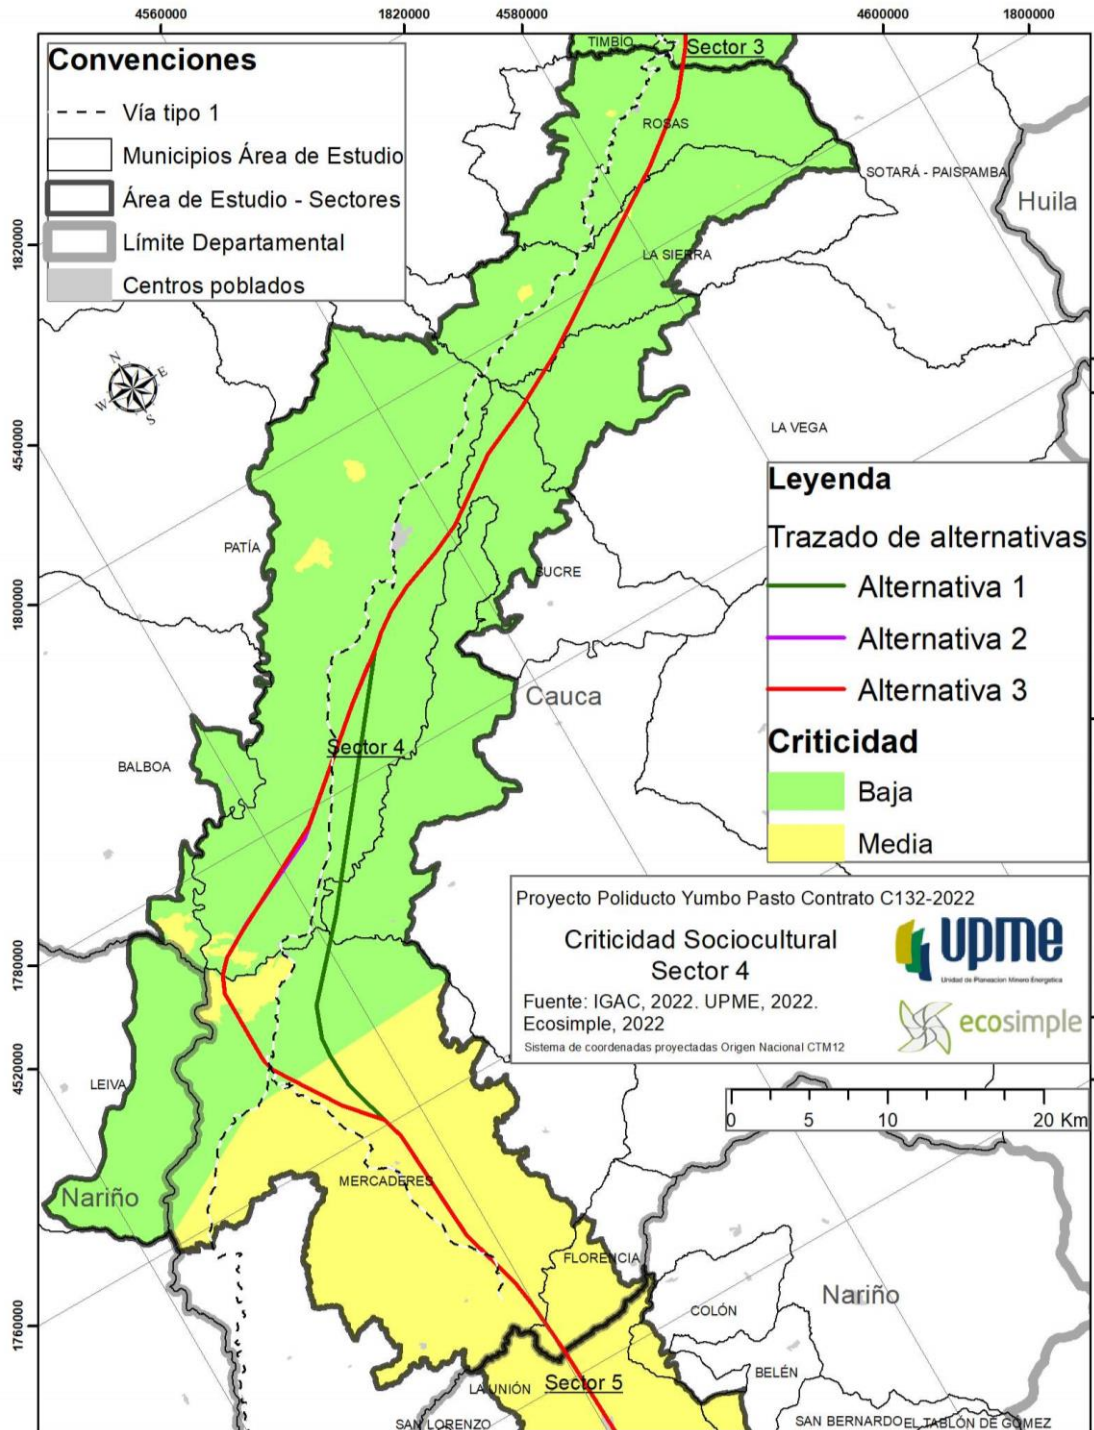 4560000
1820000
4580000
4600000
1800000
Convenciones
Vía tipo 1
Municipios Área de Estudio
Área de Estudio - Sectores
Límite Departamental
Centros poblados
TIMBÍO
Sector 3
ROSAS
SOTARÁ - PAISPAMBA
Huila
LA SIERRA
1820000
N
E
W
S
LA VEGA
4540000
Leyenda
Trazado de alternativas
Alternativa 1
Alternativa 2
Alternativa 3
Criticidad
Baja
Media
PATÍA
SUCRE
1800000
Cauca
Sector 4
BALBOA
Proyecto Poliducto Yumbo Pasto Contrato C132-2022
Criticidad Sociocultural
Sector 4
Fuente: IGAC, 2022. UPME, 2022.
Ecosimple, 2022
Sistema de coordenadas proyectadas Origen Nacional CTM12
upme
Unidad de Planeacion Minero Energetica
ecosimple
1780000
4520000
LEIVA
0 5 10 20 Km
Nariño
MERCADERES
FLORENCIA
Nariño
COLÓN
1760000
BELÉN
LA UNIÓN
Sector 5
SAN LORENZO
SAN BERNARDO
EL TABLÓN DE GÓMEZ